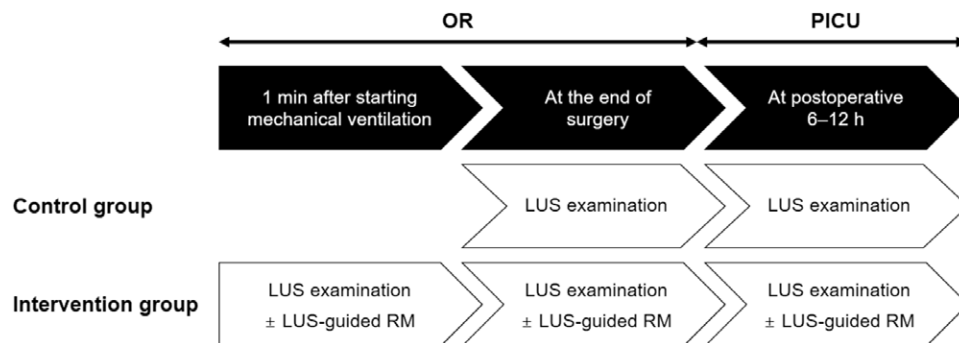 OR
PICU
1 min after starting
mechanical ventilation
At the end of
surgery
At postoperative
6–12 h
Control group
LUS examination
LUS examination
Intervention group
LUS examination
± LUS-guided RM
LUS examination
± LUS-guided RM
LUS examination
± LUS-guided RM